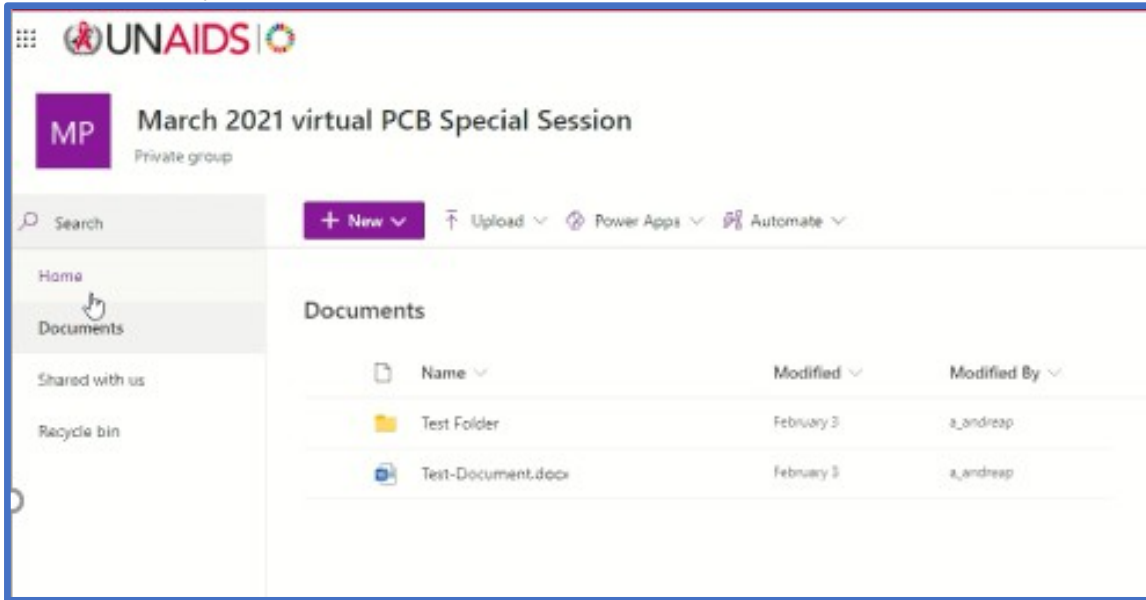 UNAIDS
MP
March 2021 virtual PCB Special Session
Private group
Search
+ New Upload Power Apps Automate
Home
Documents
Shared with us
Recycle bin
Documents
Name Modified Modified By
Test Folder February 3 a_andreap
Test-Document.docx February 3 a_andreap